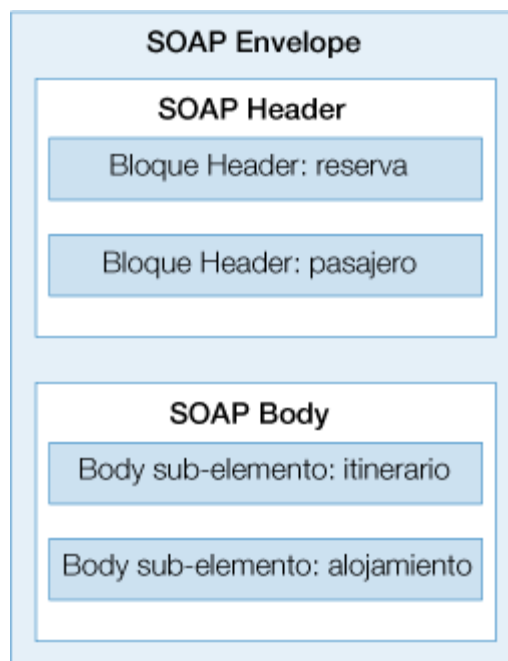 SOAP Envelope
SOAP Header
Bloque Header: reserva
Bloque Header: pasajero
SOAP Body
Body sub-elemento: itinerario
Body sub-elemento: alojamiento